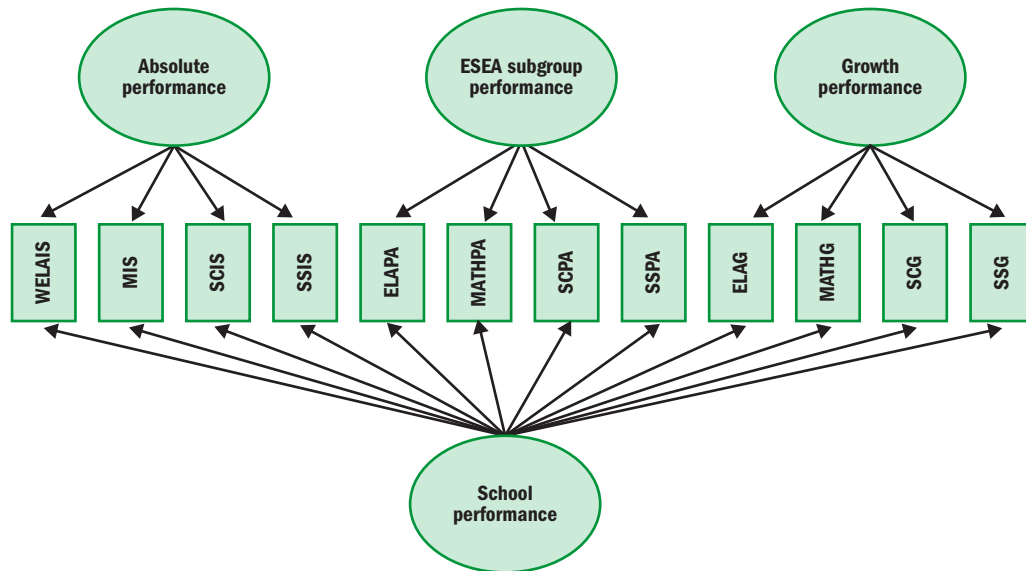 Absolute
performance
ESEA subgroup
performance
Growth
performance
WELAIS
MIS
SCIS
SSIS
ELAPA
MATHPA
SCPA
SSPA
ELAG
MATHG
SCG
SSG
School
performance